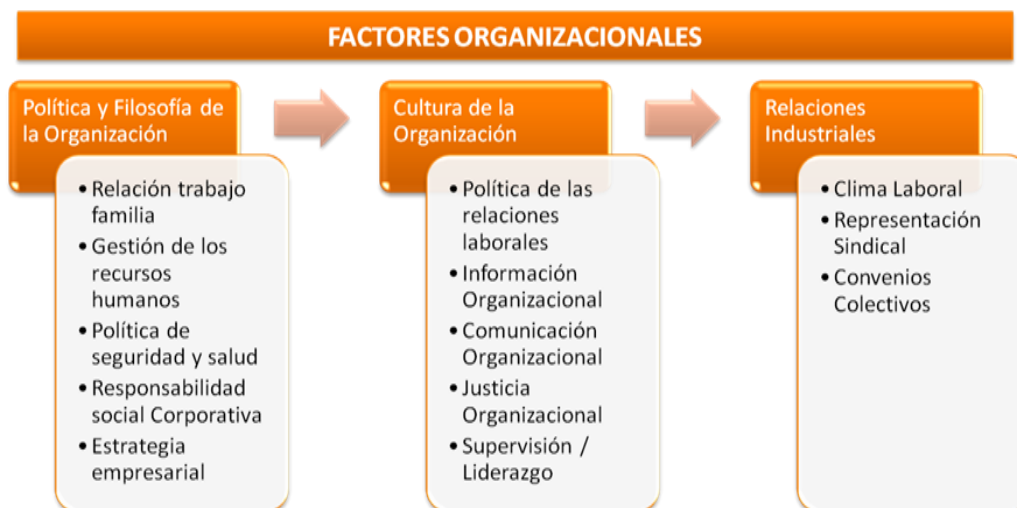 FACTORES ORGANIZACIONALES
Política y Filosofía de
la Organización
• Relación trabajo
familia
• Gestión de los
recursos
humanos
• Política de
seguridad y salud
• Responsabilidad
social Corporativa
• Estrategia
empresarial
Cultura de la
Organización
• Política de las
relaciones
laborales
• Información
Organizacional
• Comunicación
Organizacional
• Justicia
Organizacional
• Supervisión /
Liderazgo
Relaciones
Industriales
• Clima Laboral
• Representación
Sindical
• Convenios
Colectivos